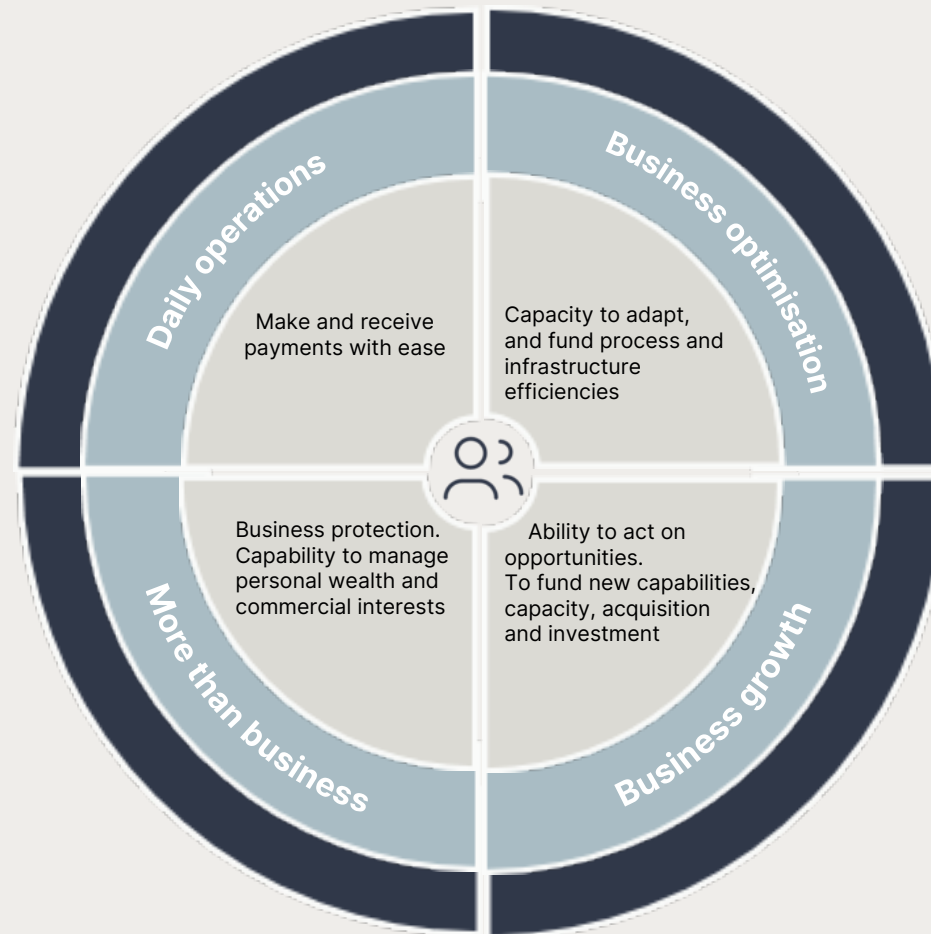 Daily operations
Make and receive
payments with ease
Business optimisation
Capacity to adapt,
and fund process and
infrastructure
efficiencies
More than business
Business protection.
Capability to manage
personal wealth and
commercial interests
Business growth
Ability to act on
opportunities.
To fund new capabilities,
capacity, acquisition
and investment